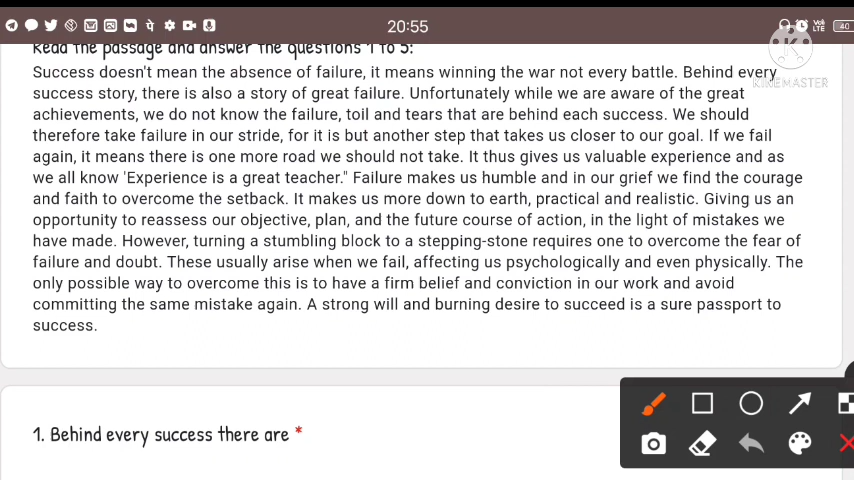 20:55
Vo)
LTE
40
Read the passage and answer the questions 1 to 5:
KINEMASTER
Success doesn't mean the absence of failure, it means winning the war not every battle. Behind every
success story, there is also a story of great failure. Unfortunately while we are aware of the great
achievements, we do not know the failure, toil and tears that are behind each success. We should
therefore take failure in our stride, for it is but another step that takes us closer to our goal. If we fail
again, it means there is one more road we should not take. It thus gives us valuable experience and as
we all know 'Experience is a great teacher." Failure makes us humble and in our grief we find the courage
and faith to overcome the setback. It makes us more down to earth, practical and realistic. Giving us an
opportunity to reassess our objective, plan, and the future course of action, in the light of mistakes we
have made. However, turning a stumbling block to a stepping-stone requires one to overcome the fear of
failure and doubt. These usually arise when we fail, affecting us psychologically and even physically. The
only possible way to overcome this is to have a firm belief and conviction in our work and avoid
committing the same mistake again. A strong will and burning desire to succeed is a sure passport to
success.
1. Behind every success there are *